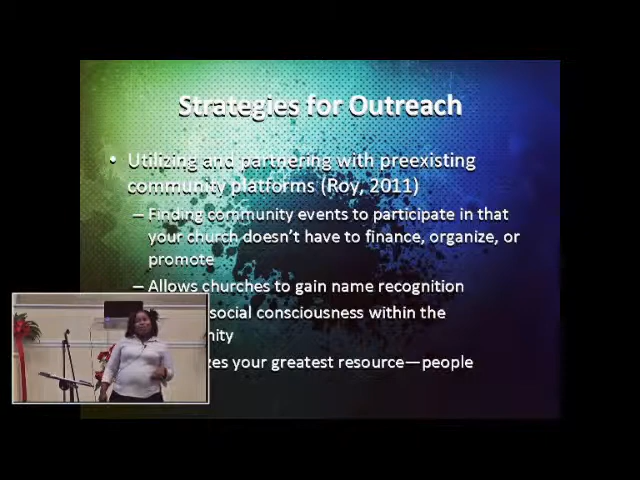 Strategies for Outreach
• Utilizing and partnering with preexisting
community platforms (Roy, 2011)
– Finding community events to participate in that
your church doesn't have to finance, organize, or
promote
– Allows churches to gain name recognition
social consciousness within the
your greatest resource—people